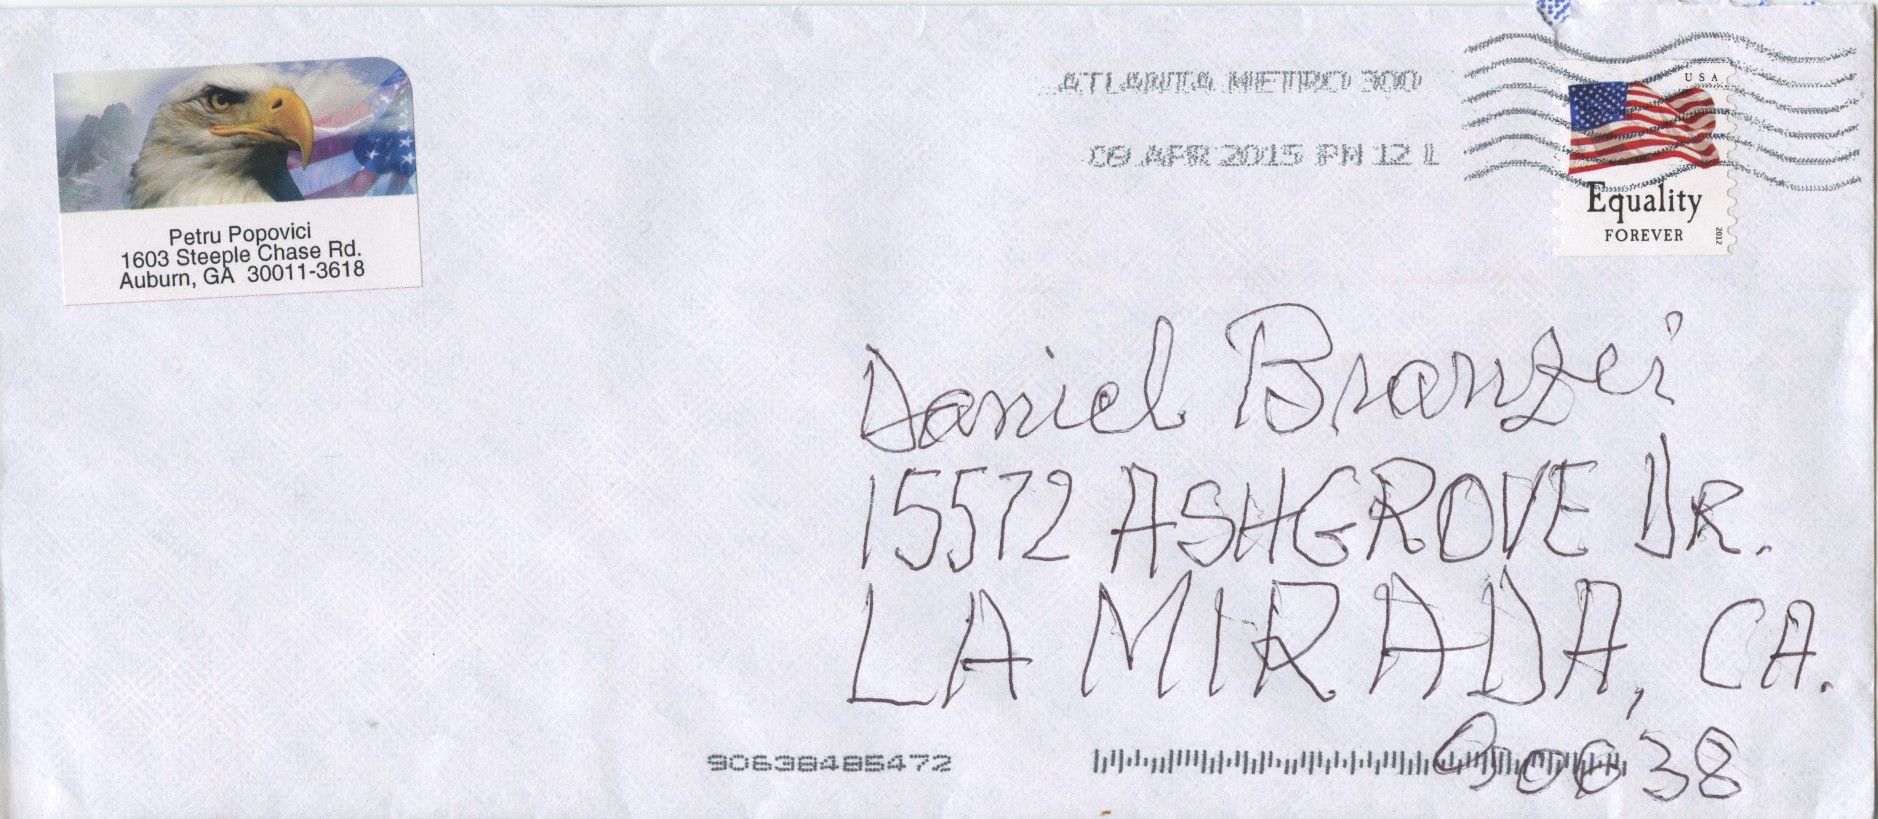 Petru Popovici
1603 Steeple Chase Rd.
Auburn, GA 30011-3618
ATLANTA METRO 300
09 APR 2015 PM 12 L
USA
Equality
FOREVER
2012
Daniel Branzei
15572 ASHGROVE DR.
LA MIRADA, CA.
90638
90638485472